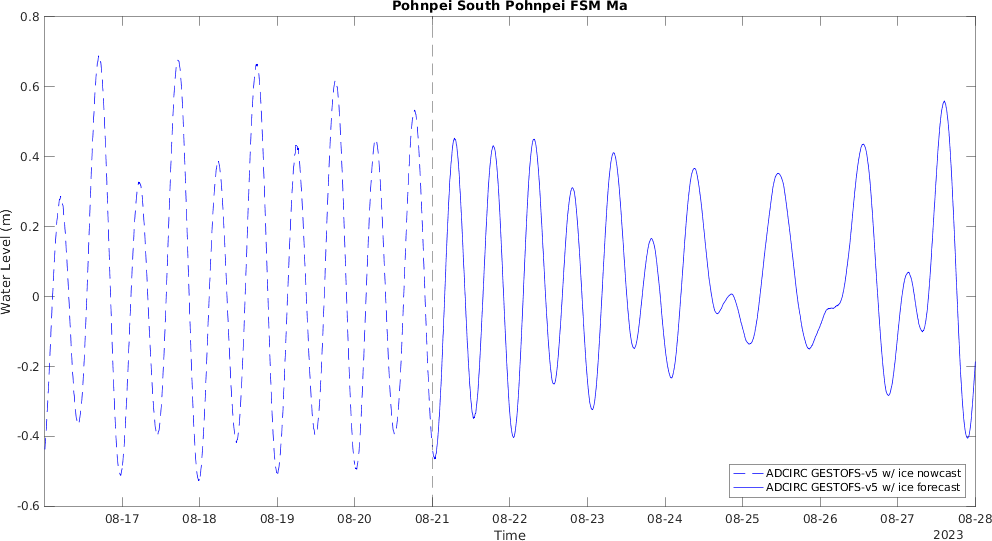 Pohnpei South Pohnpei FSM Ma
0.8
0.6
0.4
0.2
0
-0.2
-0.4
-0.6
Water Level (m)
08-17 08-18 08-19 08-20 08-21 08-22 08-23 08-24 08-25 08-26 08-27 08-28
Time
2023
ADCIRC GESTOFS-v5 w/ ice nowcast
ADCIRC GESTOFS-v5 w/ ice forecast